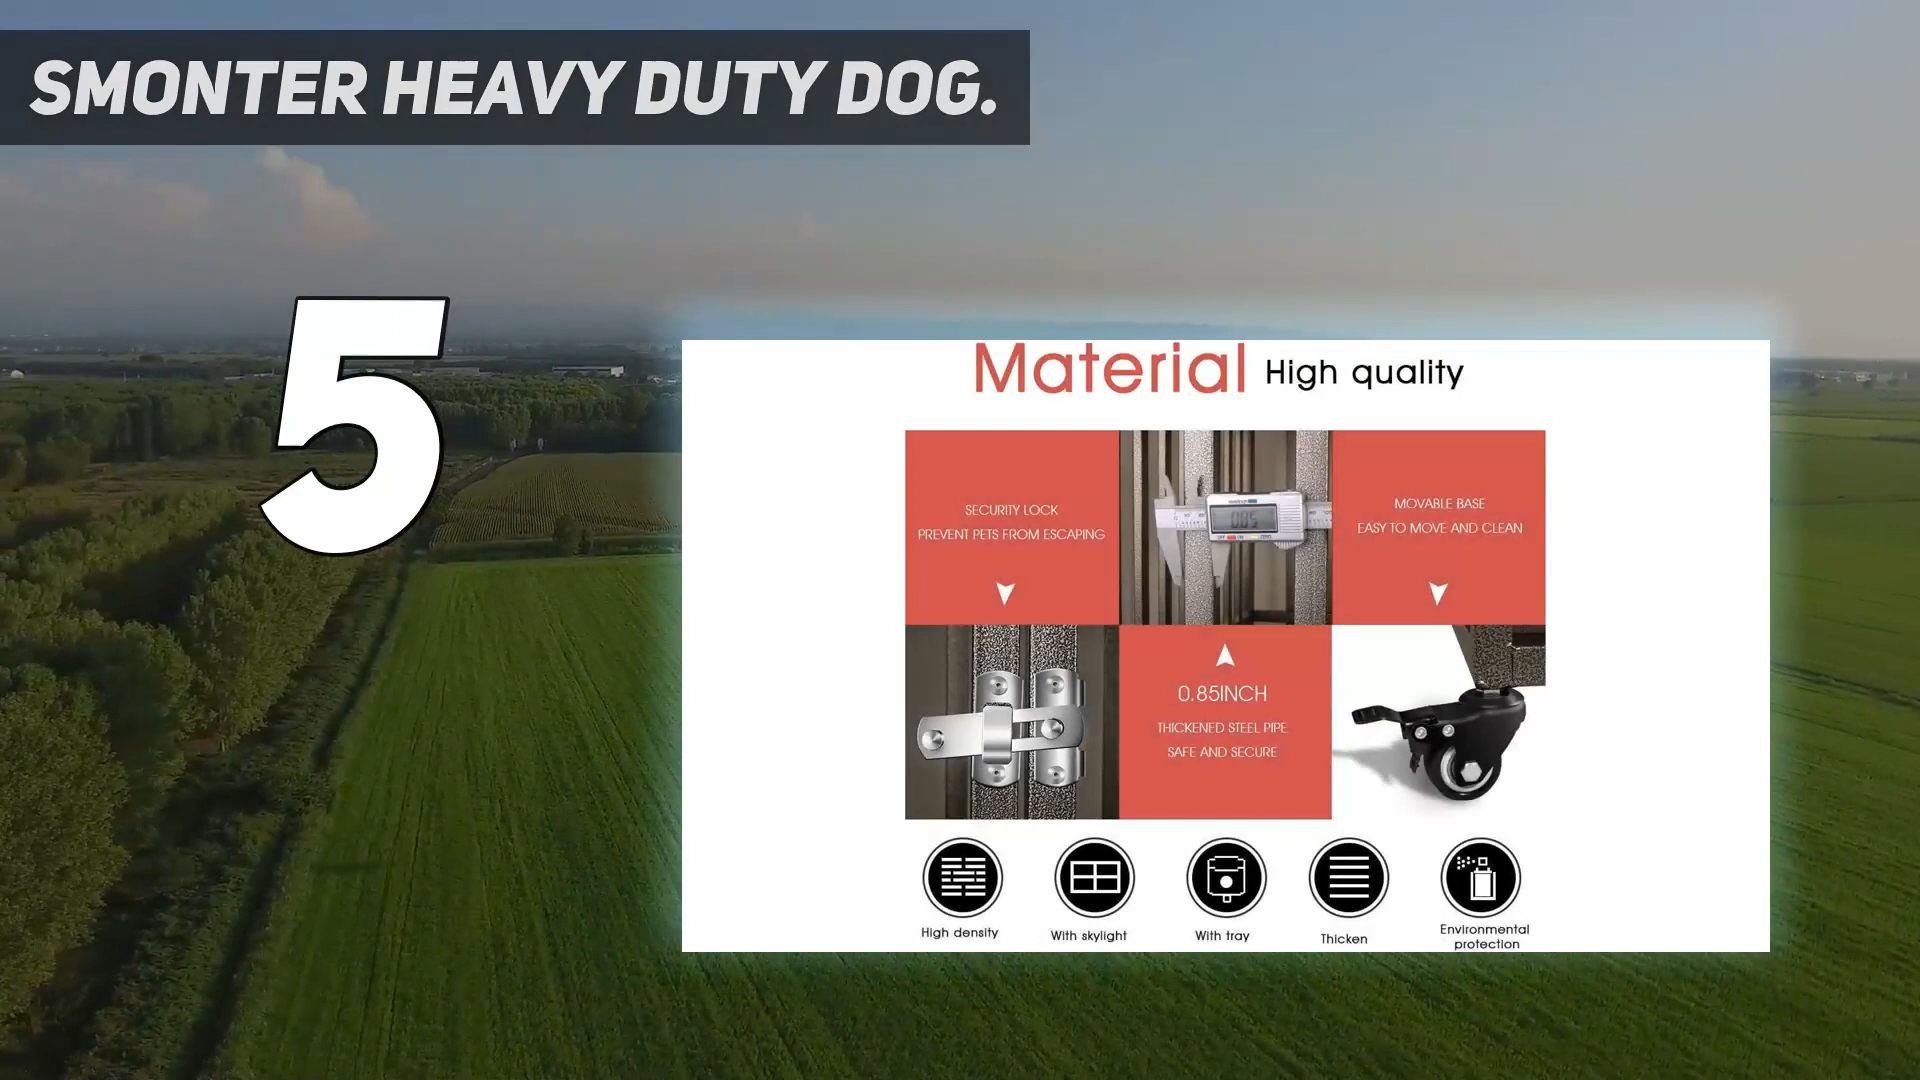 SMONTER HEAVY DUTY DOG.
5
Material High quality
SECURITY LOCK
PREVENT PETS FROM ESCAPING
MOVABLE BASE
EASY TO MOVE AND CLEAN
0.85INCH
THICKENED STEEL PIPE
SAFE AND SECURE
High density
With skylight
With tray
Thicken
Environmental
protection